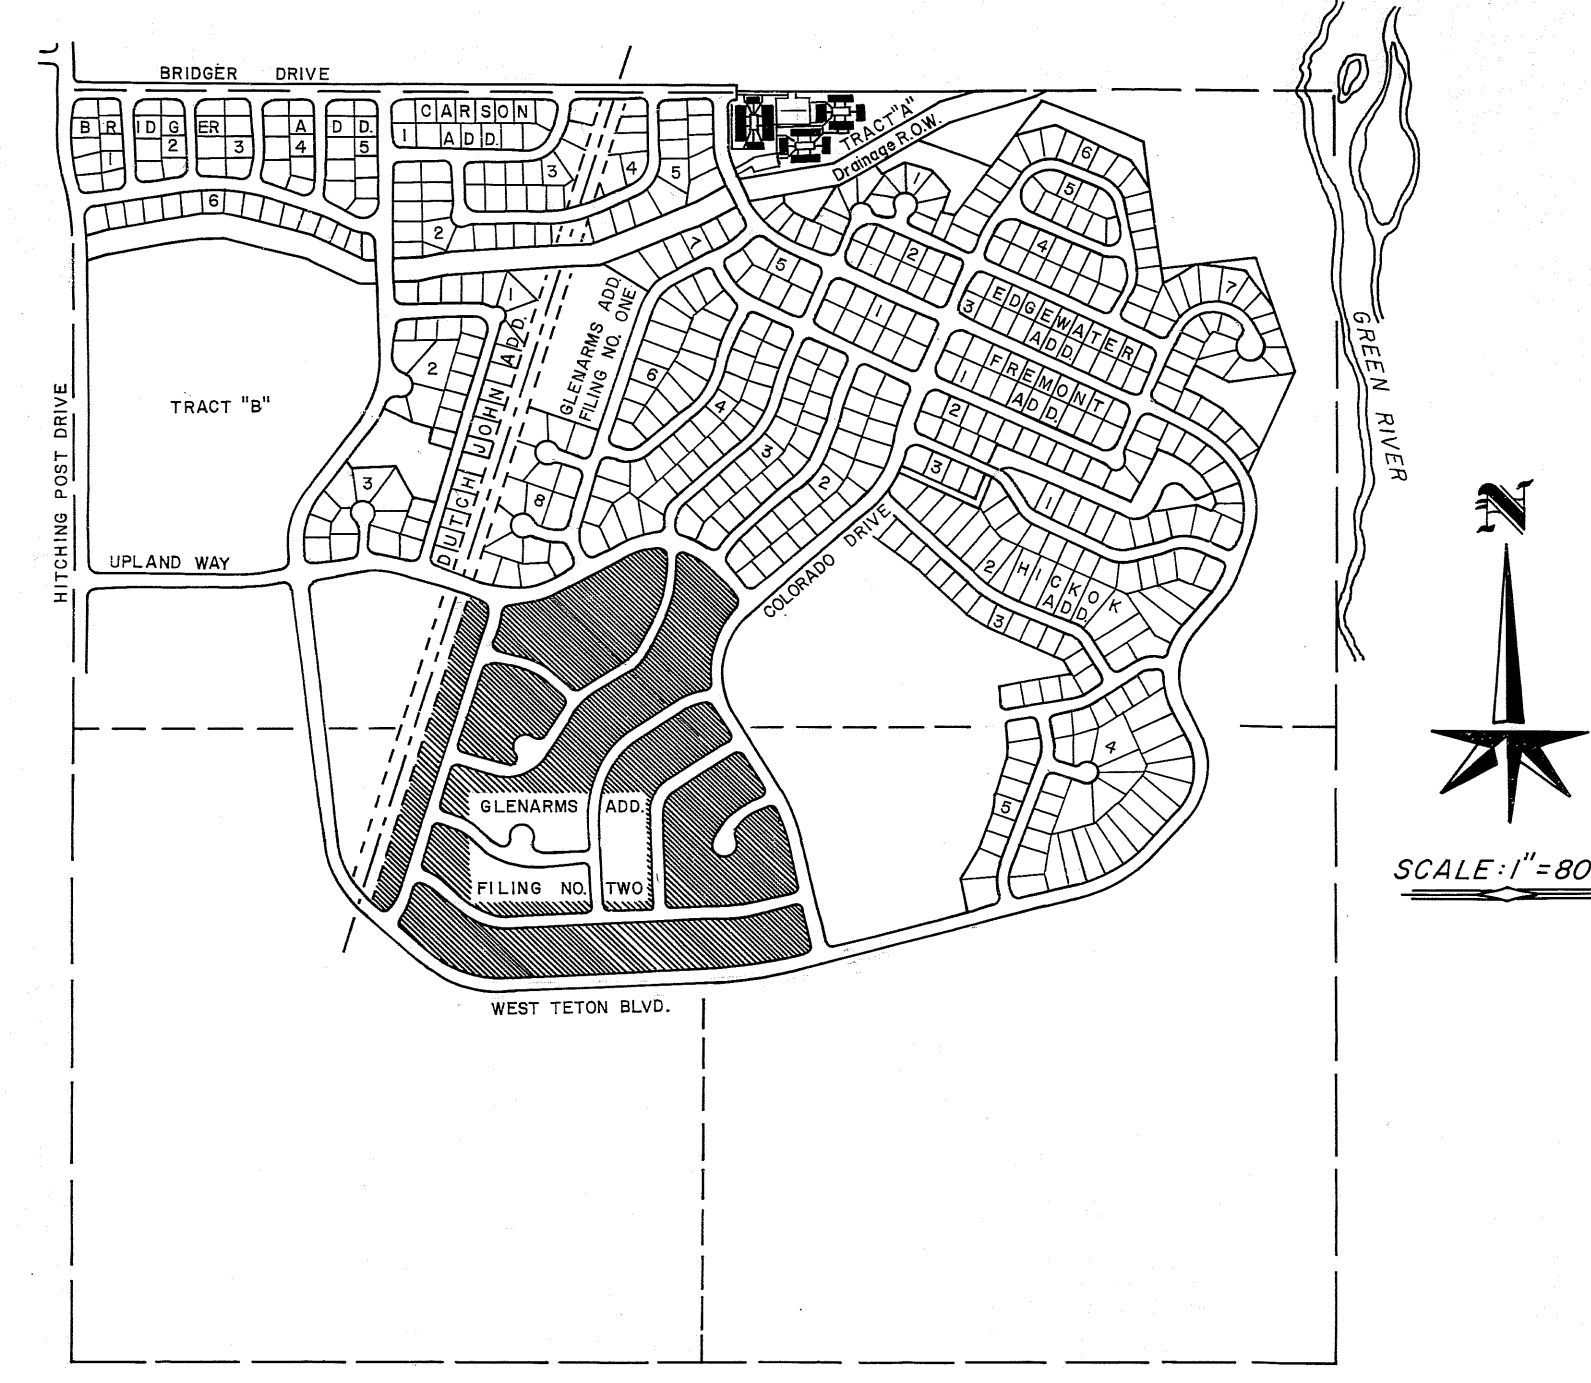 BRIDGER DRIVE
B R ID G ER A D D.
1 2 3 4 5
6
CARSON
1 ADD.
2
3
4
5
TRACT "A"
Drainage R.O.W.
TRACT "B"
HITCHING POST DRIVE
UPLAND WAY
DUTCH JOHN ADD.
1
2
3
GLENARMS ADD.
FILING NO. ONE
7
6
5
4
3
2
1
8
EDGEWATER
ADD.
1
2
3
4
5
6
7
FREMONT
ADD.
1
2
3
1
COLORADO DRIVE
HICKOK
ADD.
2
3
4
5
GREEN RIVER
N
SCALE: 1" = 80
GLENARMS ADD.
FILING NO. TWO
WEST TETON BLVD.